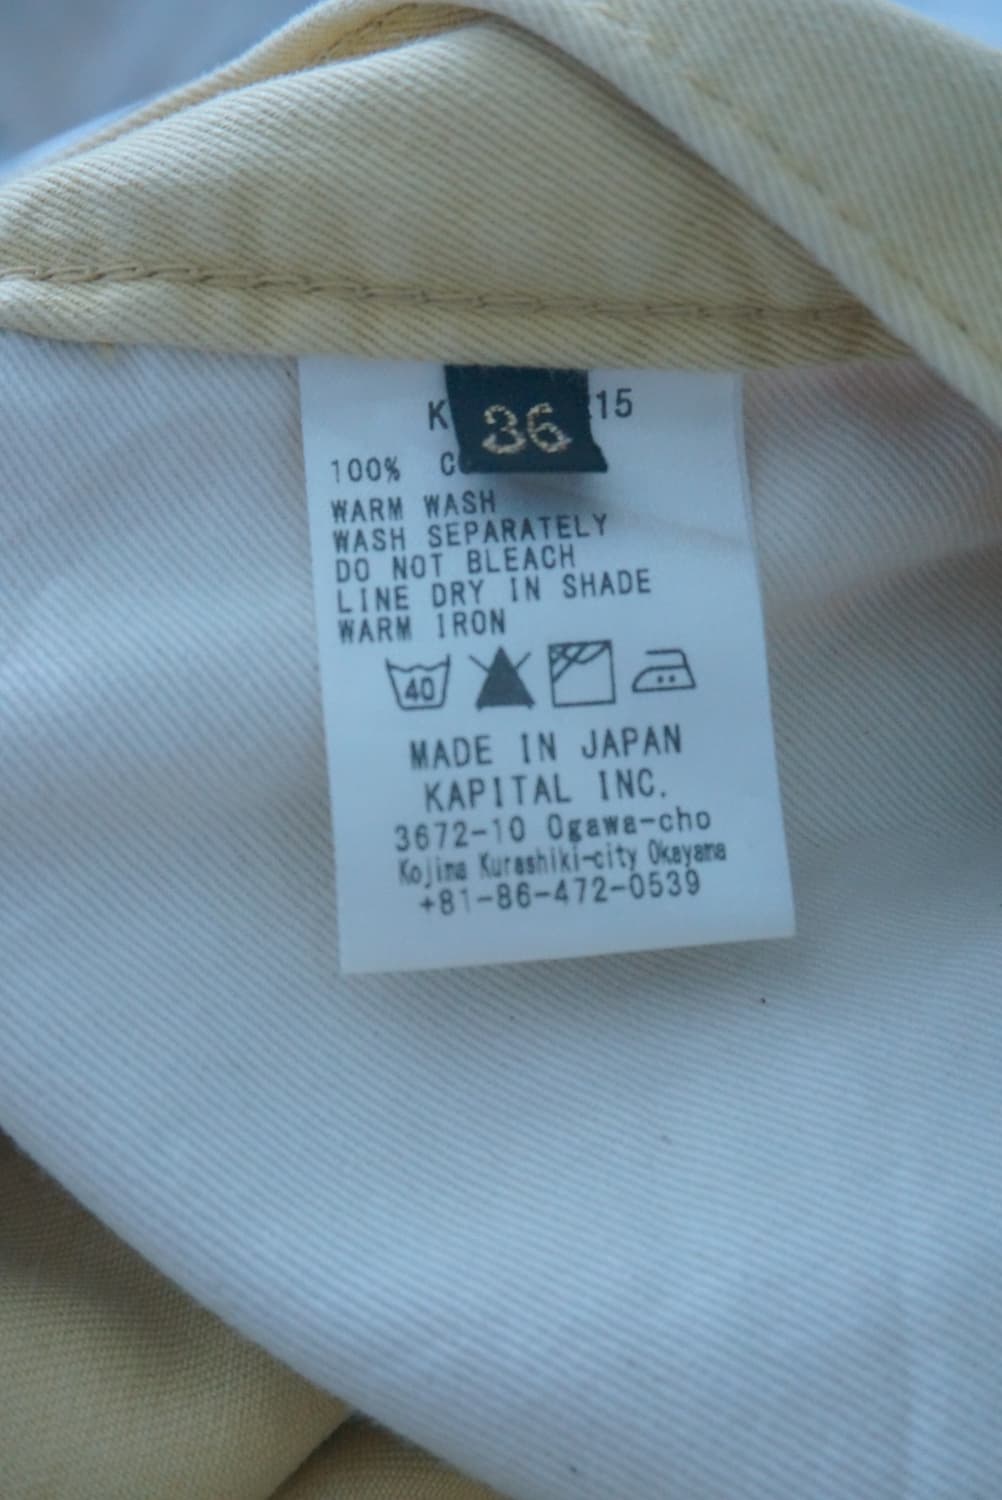 K 15
36
100%
WARM WASH
WASH SEPARATELY
DO NOT BLEACH
LINE DRY IN SHADE
WARM IRON
40
MADE IN JAPAN
KAPITAL INC.
3672-10 Ogawa-cho
Kojima Kurashiki-city Okayama
+81-86-472-0539